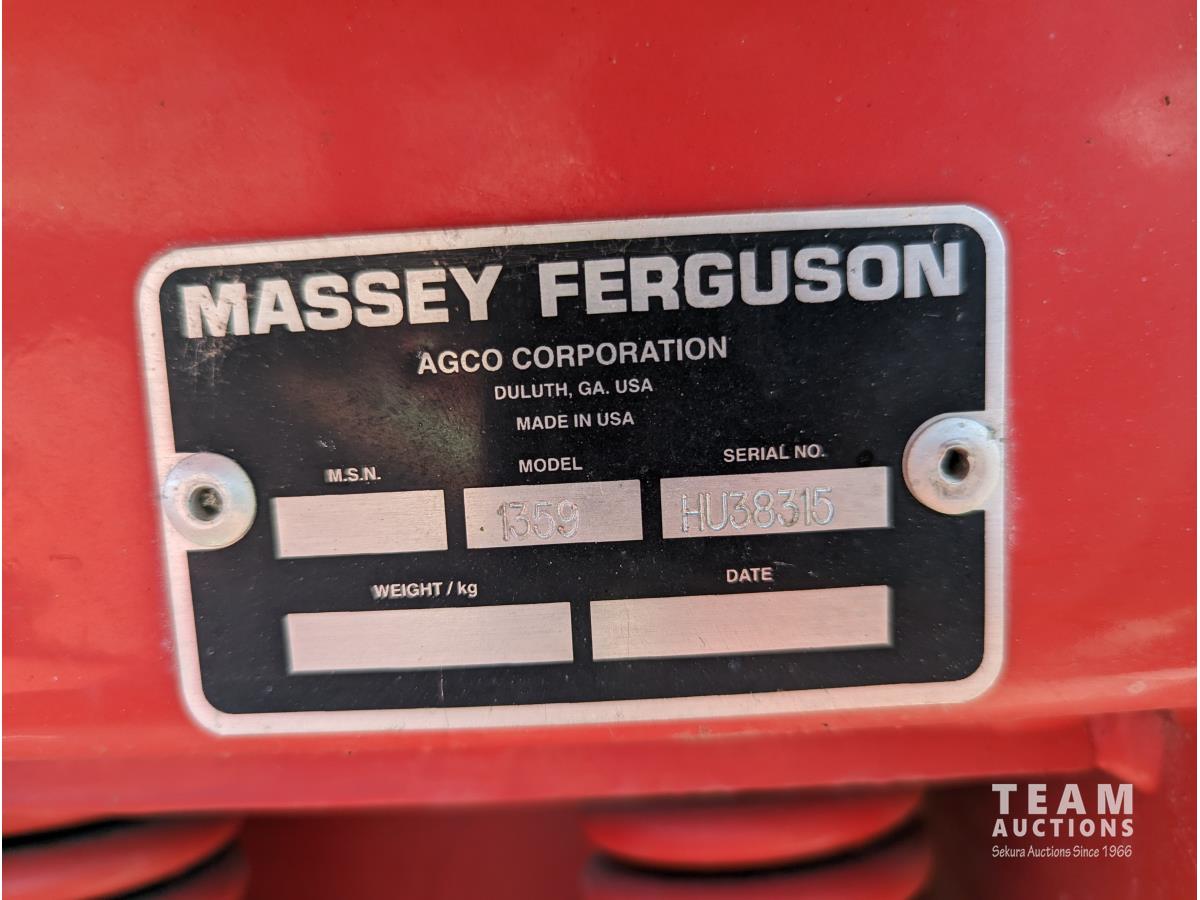 MASSEY FERGUSON
AGCO CORPORATION
DULUTH, GA. USA
MADE IN USA
M.S.N. MODEL SERIAL NO.
1359 HU38315
WEIGHT / kg DATE
TEAM
AUCTIONS
Sekura Auctions Since 1966